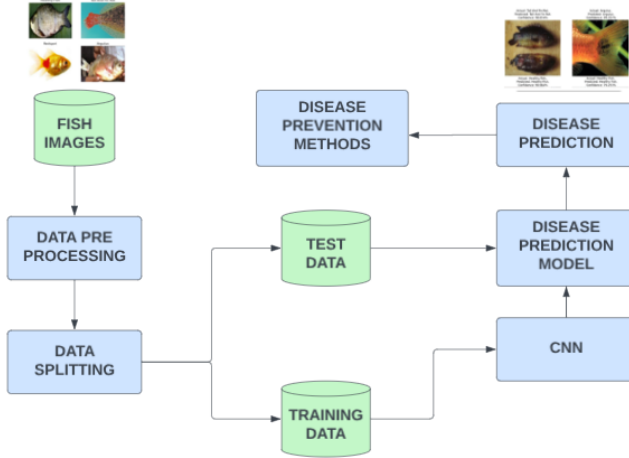 FISH
IMAGES
DISEASE
PREVENTION
METHODS
DISEASE
PREDICTION
DATA PRE
PROCESSING
TEST
DATA
DISEASE
PREDICTION
MODEL
DATA
SPLITTING
CNN
TRAINING
DATA